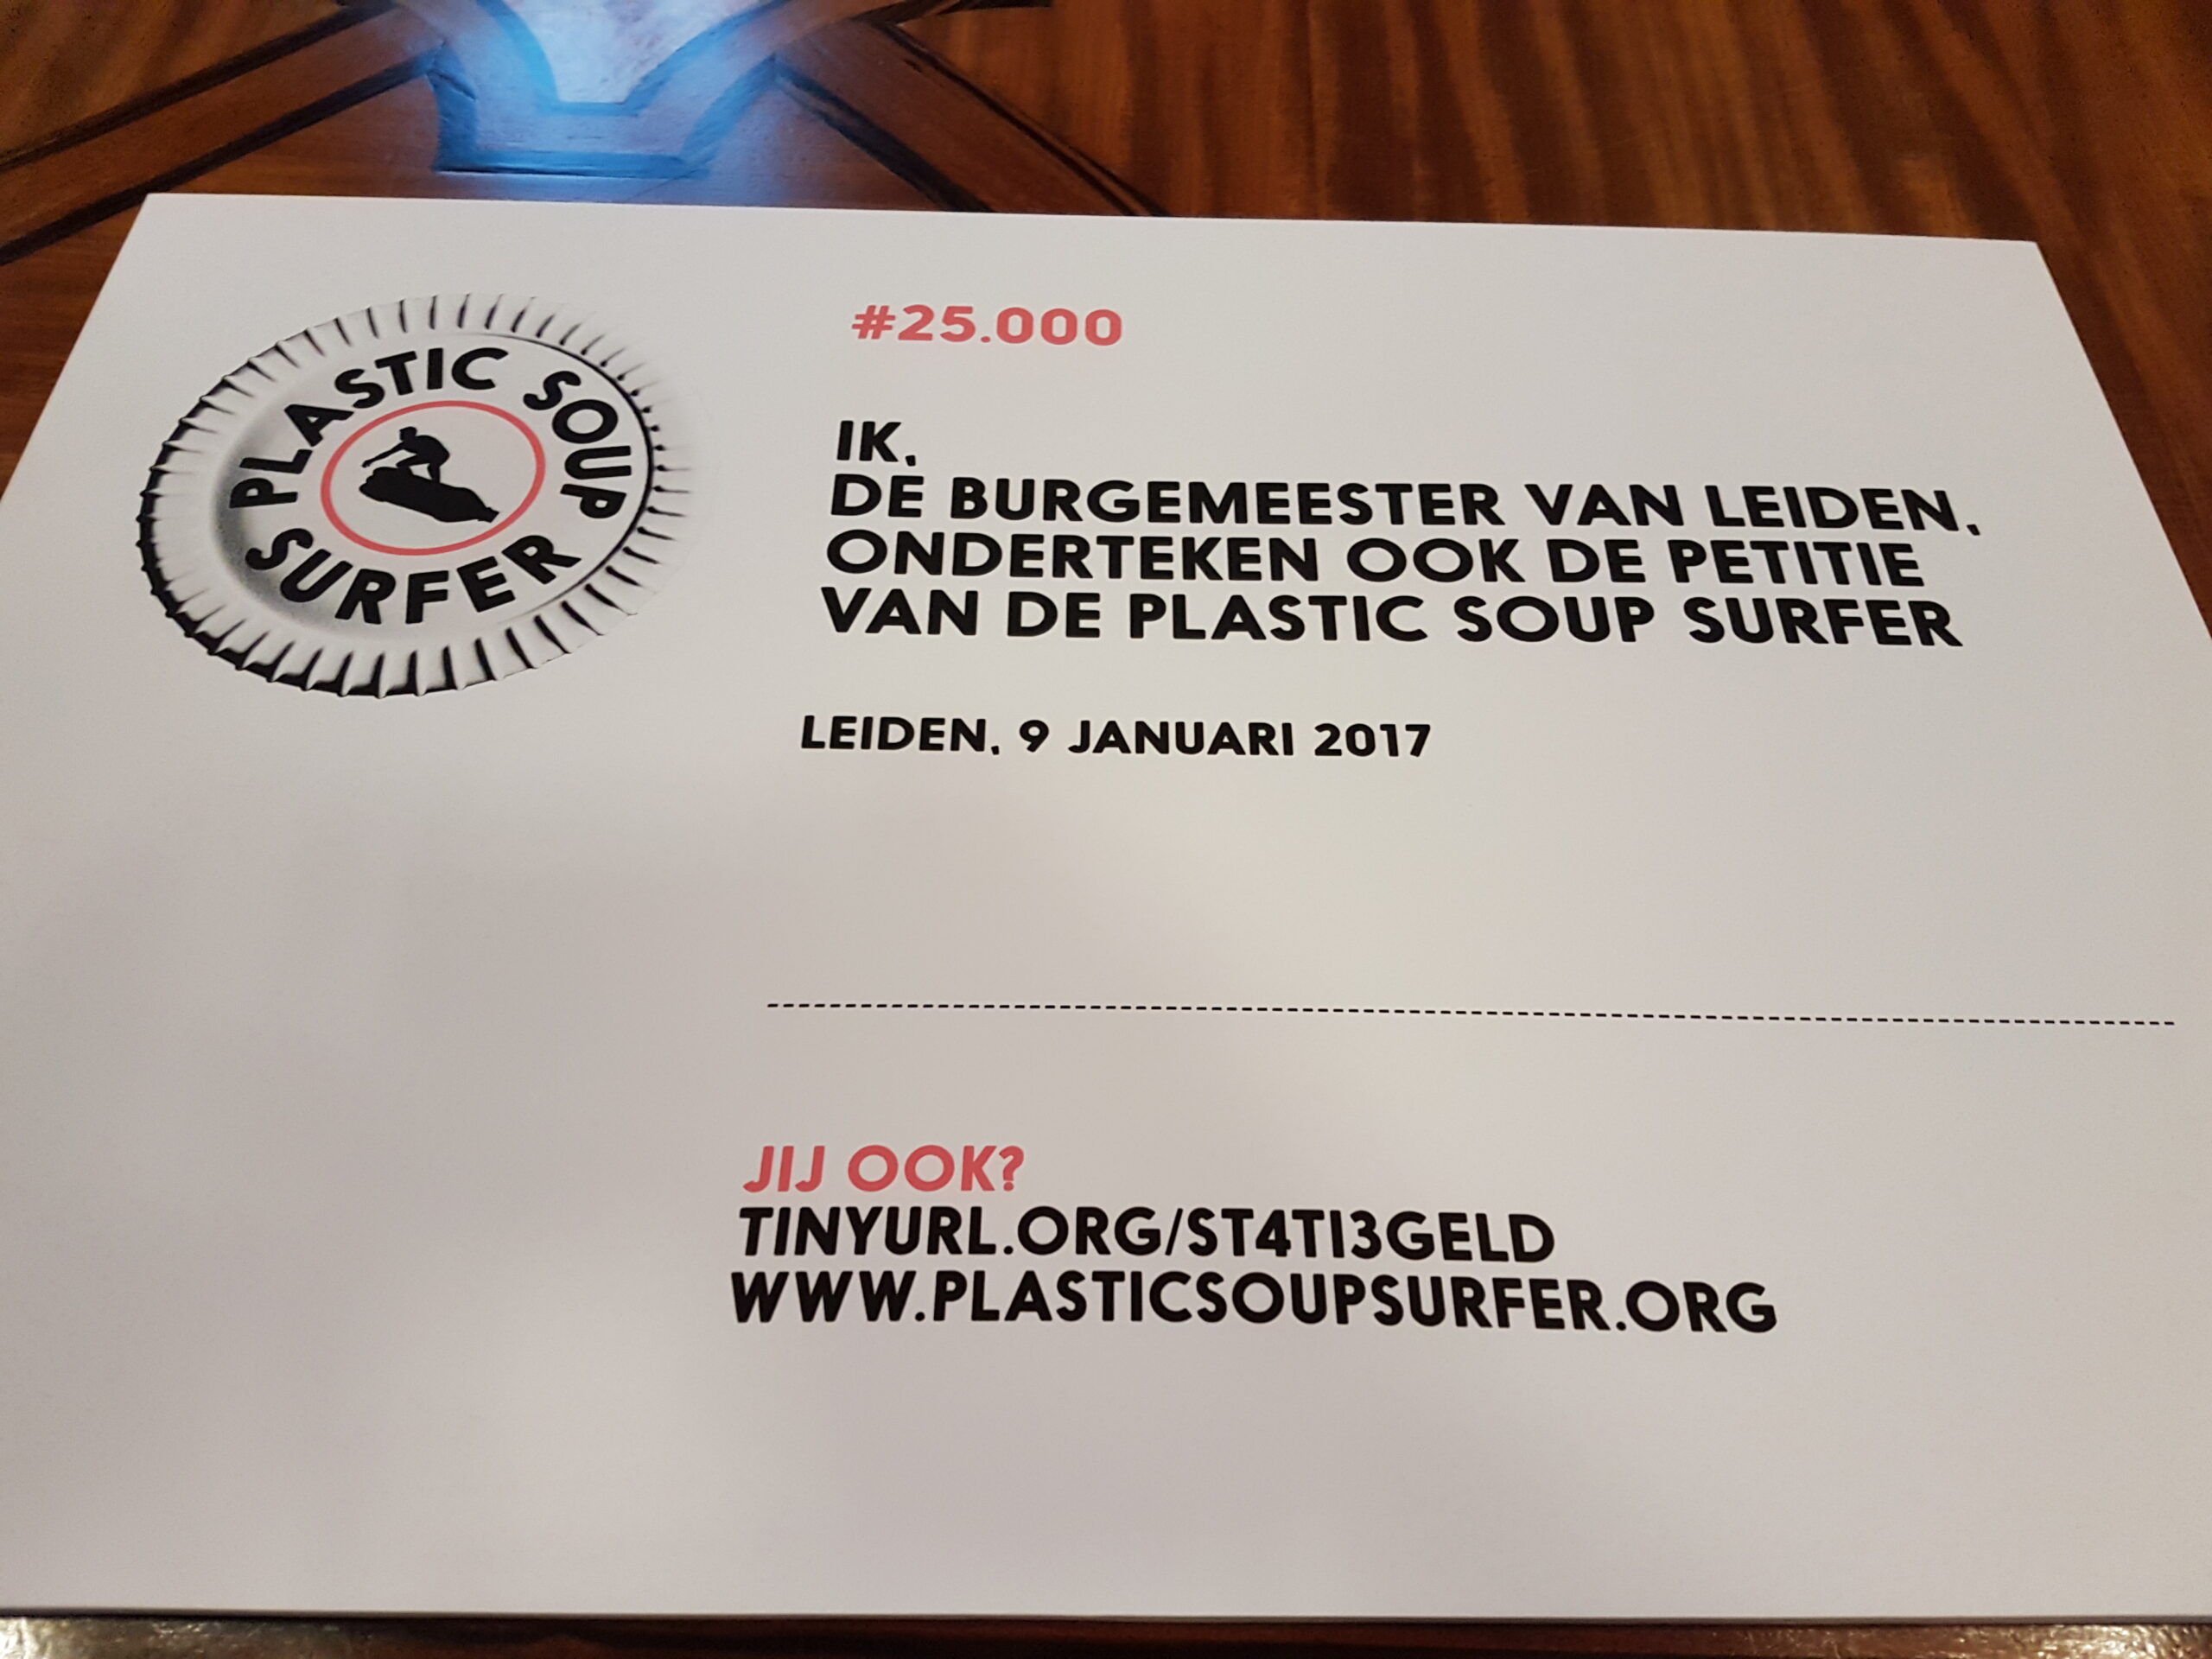 PLASTIC SOUP
SURFER
#25.000
IK,
DE BURGEMEESTER VAN LEIDEN,
ONDERTEKEN OOK DE PETITIE
VAN DE PLASTIC SOUP SURFER
LEIDEN, 9 JANUARI 2017
JIJ OOK?
TINYURL.ORG/ST4TI3GELD
WWW.PLASTICSOUPSURFER.ORG